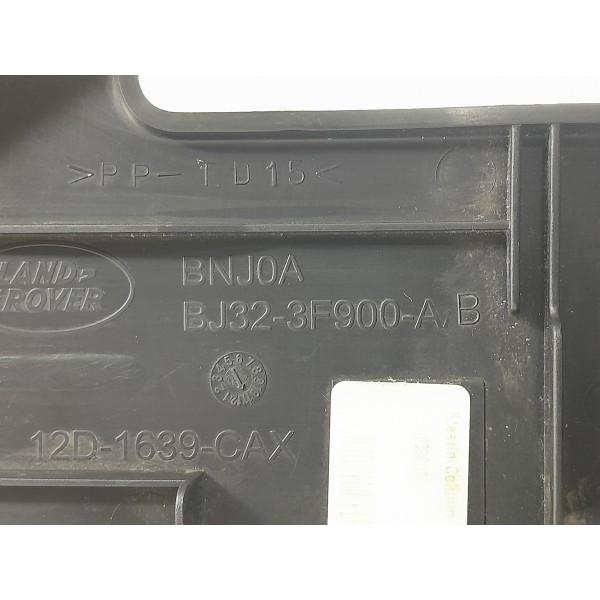 >PP-TD15<
LAND-
ROVER
BNJ0A
BJ32-3F900-A B
12D-1639-CAX